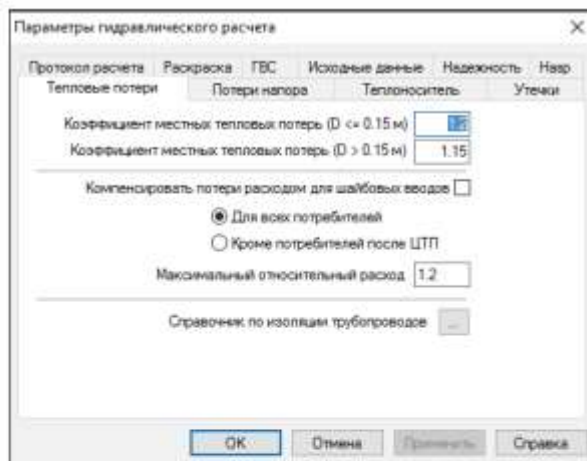 Параметры гидравлического расчета
Протокол расчета Раскраска ГВС Исходные данные Надежность Назр
Тепловые потери Потери напора Теплоноситель Утечки
Коэффициент местных тепловых потерь (D <= 0.15 м)
Коэффициент местных тепловых потерь (D > 0.15 м) 1.15
Компенсировать потери расходом для шайбовых вводов
Для всех потребителей
Кроме потребителей после ЦТП
Максимальный относительный расход 1.2
Справочник по изоляции трубопроводов ...
ОК Отмена Применить Справка